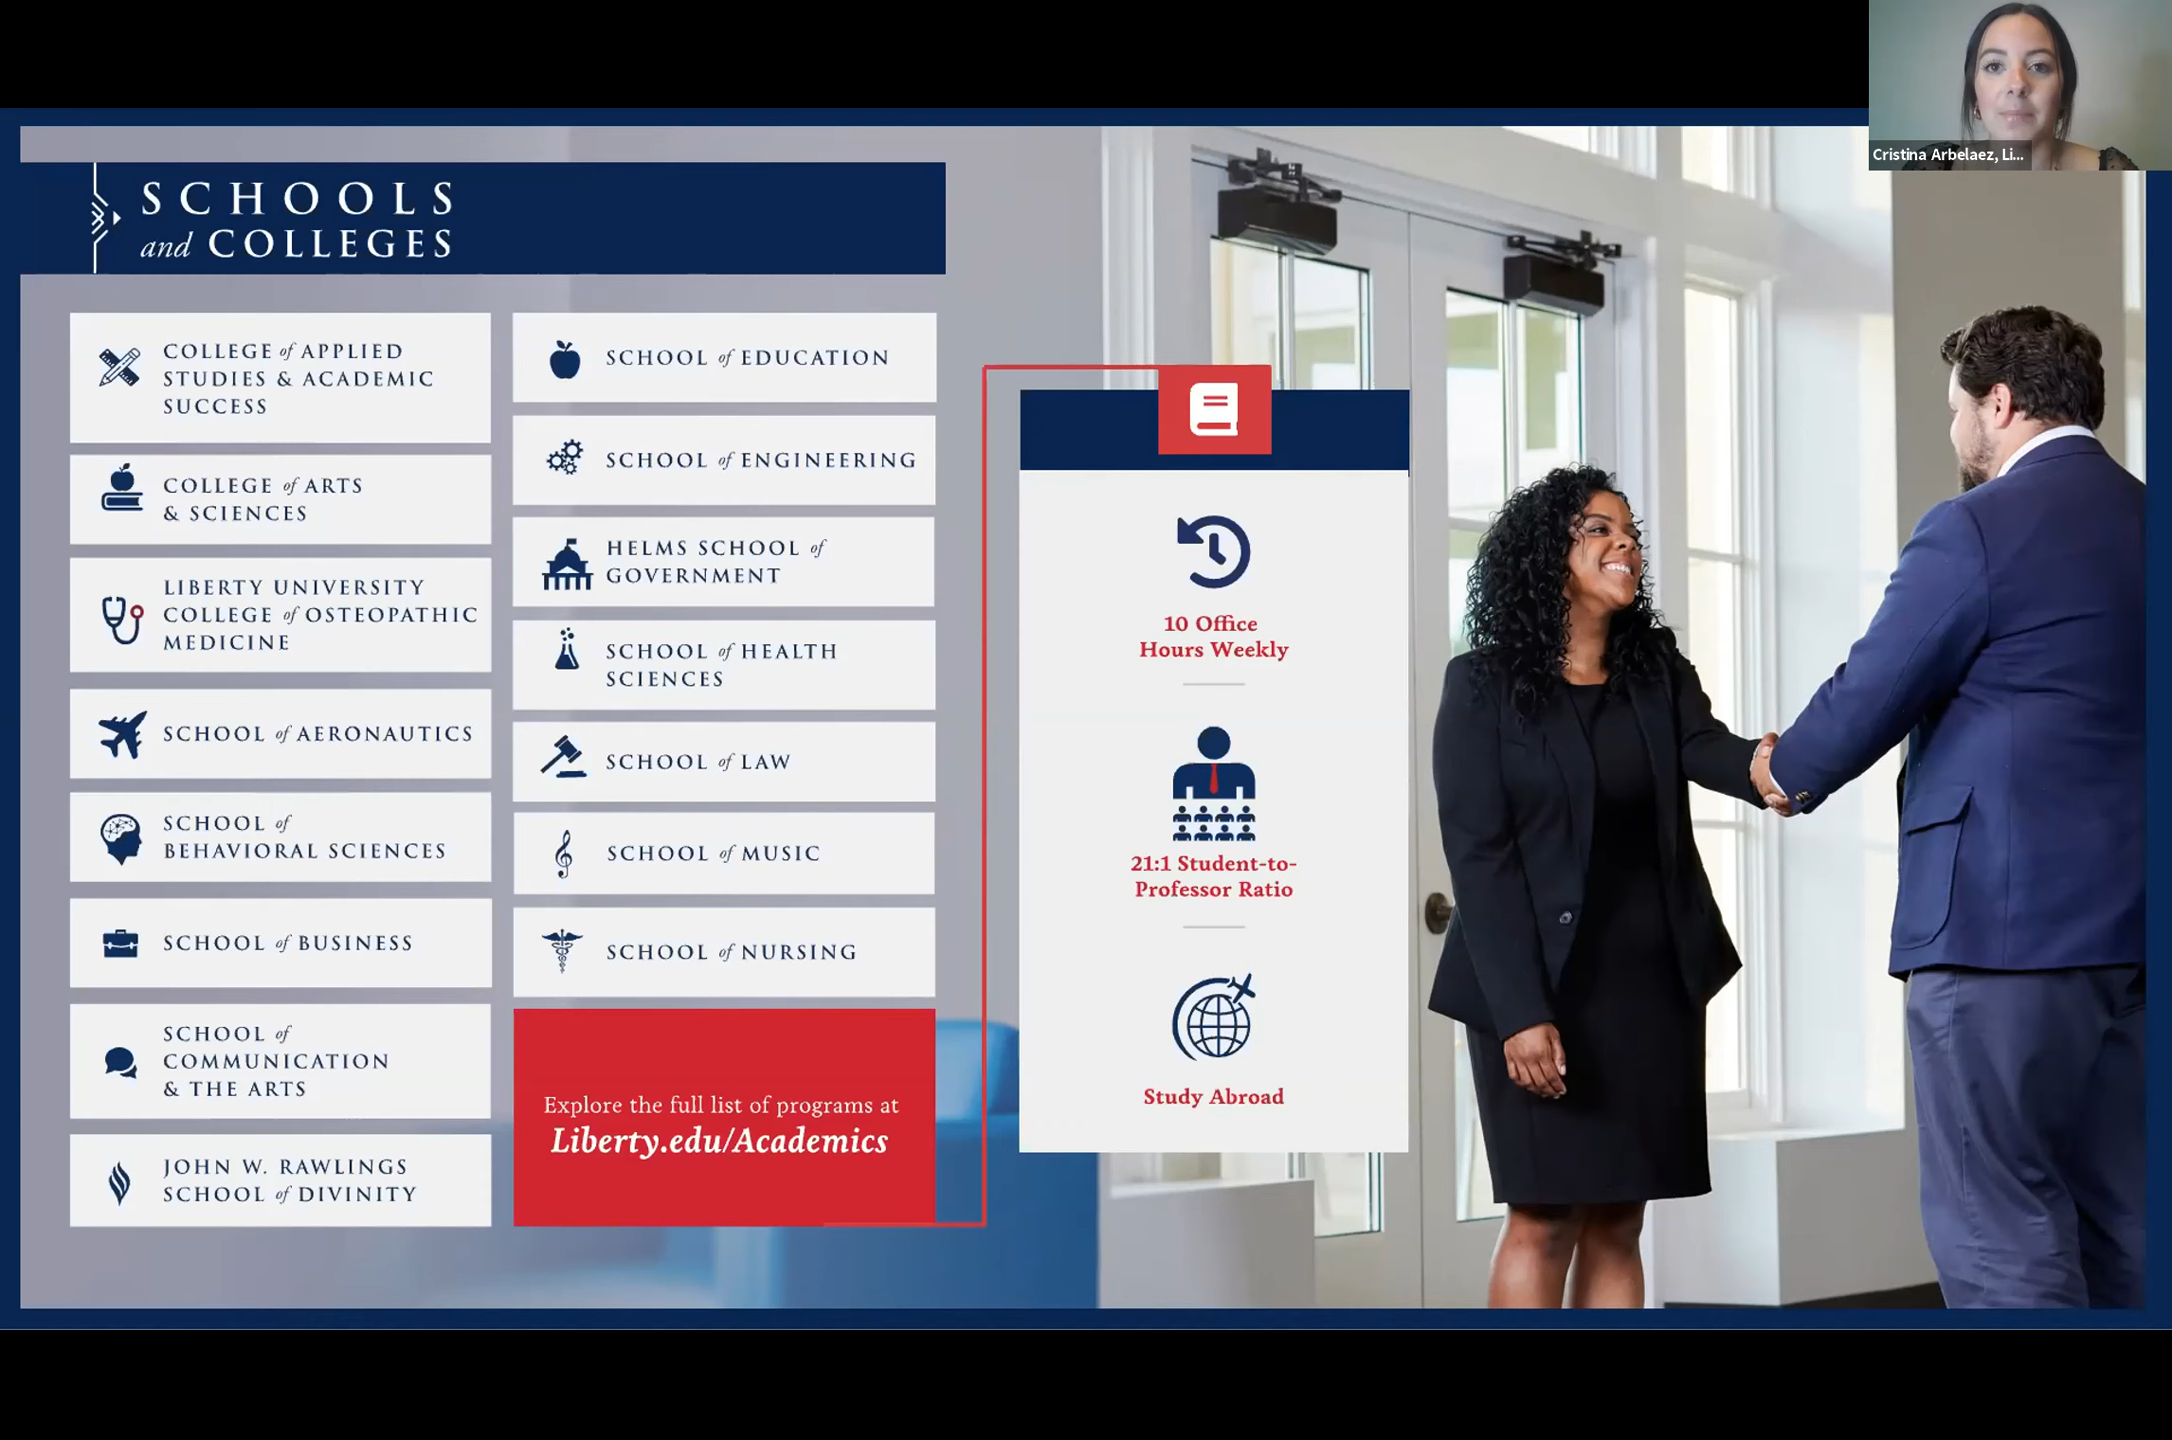 Cristina Arbelaez, Li...
SCHOOLS
and COLLEGES
COLLEGE of APPLIED
STUDIES & ACADEMIC
SUCCESS
COLLEGE of ARTS
& SCIENCES
LIBERTY UNIVERSITY
COLLEGE of OSTEOPATHIC
MEDICINE
SCHOOL of AERONAUTICS
SCHOOL of
BEHAVIORAL SCIENCES
SCHOOL of BUSINESS
SCHOOL of
COMMUNICATION
& THE ARTS
JOHN W. RAWLINGS
SCHOOL of DIVINITY
SCHOOL of EDUCATION
SCHOOL of ENGINEERING
HELMS SCHOOL of
GOVERNMENT
SCHOOL of HEALTH
SCIENCES
SCHOOL of LAW
SCHOOL of MUSIC
SCHOOL of NURSING
Explore the full list of programs at
Liberty.edu/Academics
10 Office
Hours Weekly
21:1 Student-to-
Professor Ratio
Study Abroad